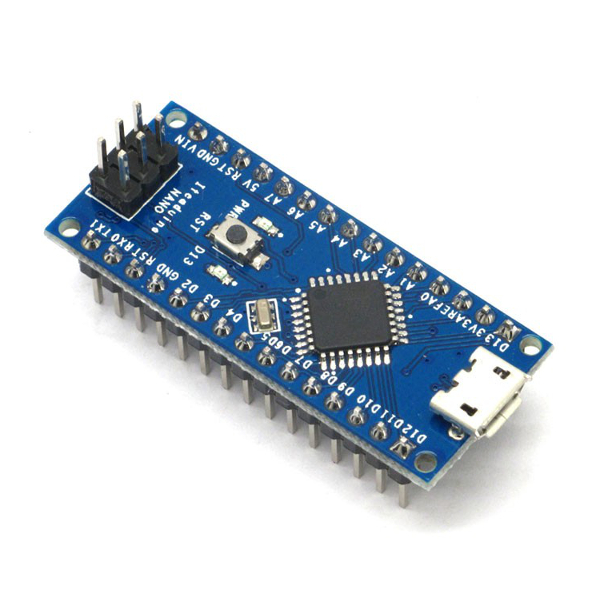 VIN
GND
RST
5V
A7
A6
A5
A4
A3
A2
A1
A0
AREF
3V3
D13
Iteaduino
NANO
PWR
RST
D13
TX1
RX0
RST
GND
D2
D3
D4
D5
D6
D7
D8
D9
D10
D11
D12